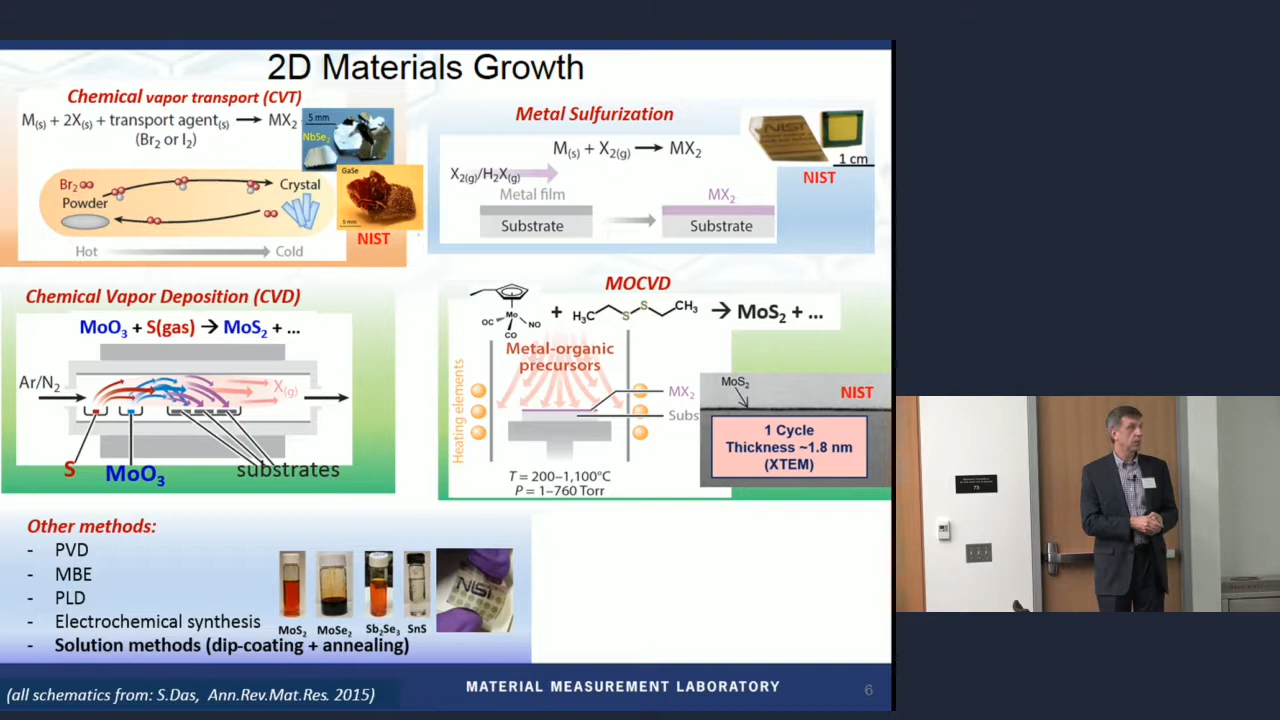 2D Materials Growth
Chemical vapor transport (CVT)
M(s) + 2X(s) + transport agent(s) → MX2
(Br2 or I2)
5 mm
NbSe2
GaSe
5 mm
Br2
Powder
Crystal
Hot
Cold
NIST
Metal Sulfurization
M(s) + X2(g) → MX2
X2(g)/H2X(g)
Metal film
Substrate
MX2
Substrate
NIST
1 cm
NIST
Chemical Vapor Deposition (CVD)
MoO3 + S(gas) → MoS2 + ...
Ar/N2
X(g)
S
MoO3
substrates
MOCVD
Mo
OC
NO
CO
+
H3C
S
S
CH3
→ MoS2 + ...
Metal-organic
precursors
Heating elements
MX2
Subs
T = 200–1,100°C
P = 1–760 Torr
MoS2
NIST
1 Cycle
Thickness ~1.8 nm
(XTEM)
Other methods:
- PVD
- MBE
- PLD
- Electrochemical synthesis
- Solution methods (dip-coating + annealing)
MoS2
MoSe2
Sb2Se3
SnS
NIST
(all schematics from: S.Das, Ann.Rev.Mat.Res. 2015)
MATERIAL MEASUREMENT LABORATORY
6